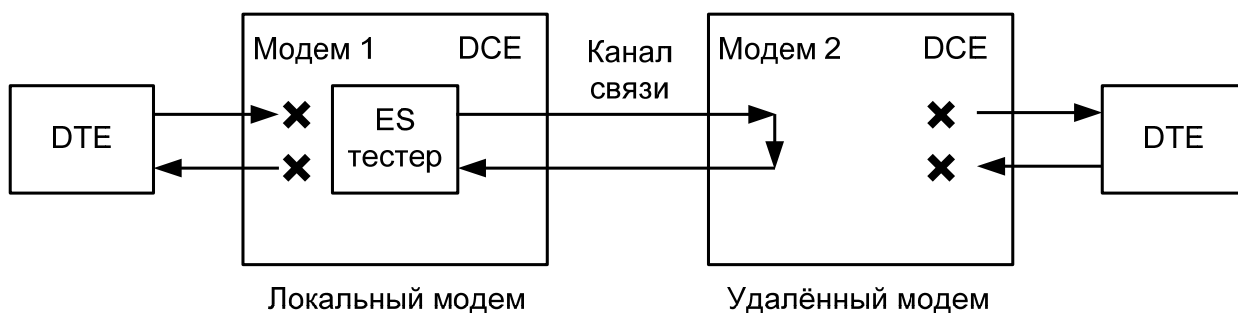 Модем 1
DCE
Канал
связи
Модем 2
DCE
DTE
ES
тестер
DTE
Локальный модем
Удалённый модем